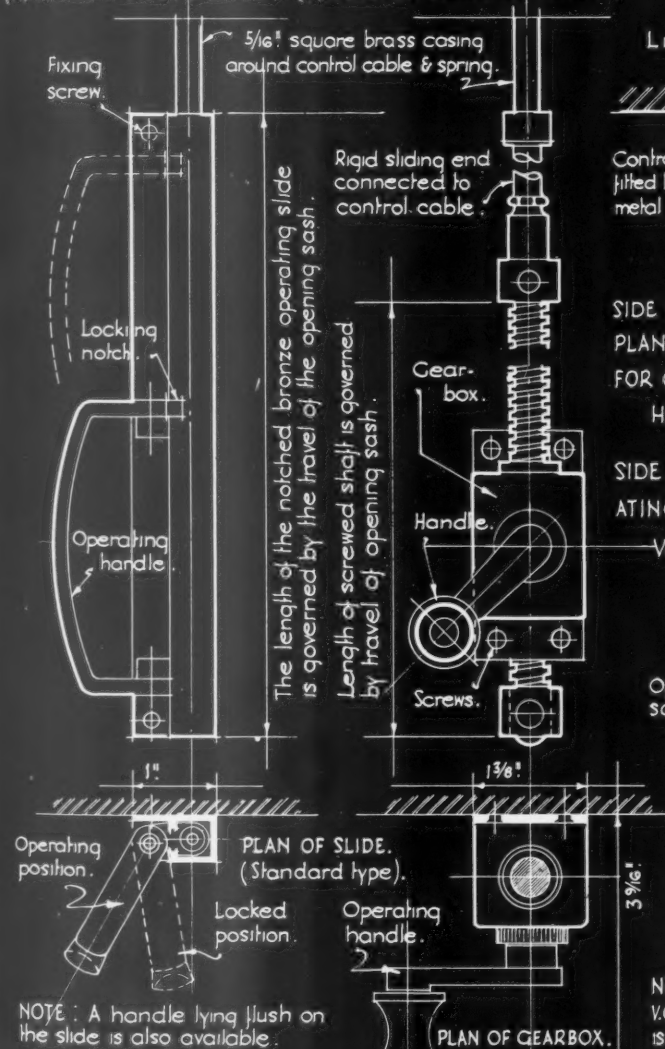 5/16" square brass casing
around control cable & spring.
Fixing
screw.
Rigid sliding end
connected to
control cable.
The length of the notched bronze operating slide
is governed by the travel of the opening sash.
Length of screwed shaft is governed
by travel of opening sash.
Locking
notch.
Gear-
box.
Operating
handle.
Handle.
Screws.
1"
1 3/8"
3 9/16"
Operating
position.
PLAN OF SLIDE.
(Standard type).
Locked
position.
Operating
handle.
NOTE: A handle lying flush on
the slide is also available.
PLAN OF GEARBOX.
fitted
metal
SIDE
PLAN
FOR
SIDE